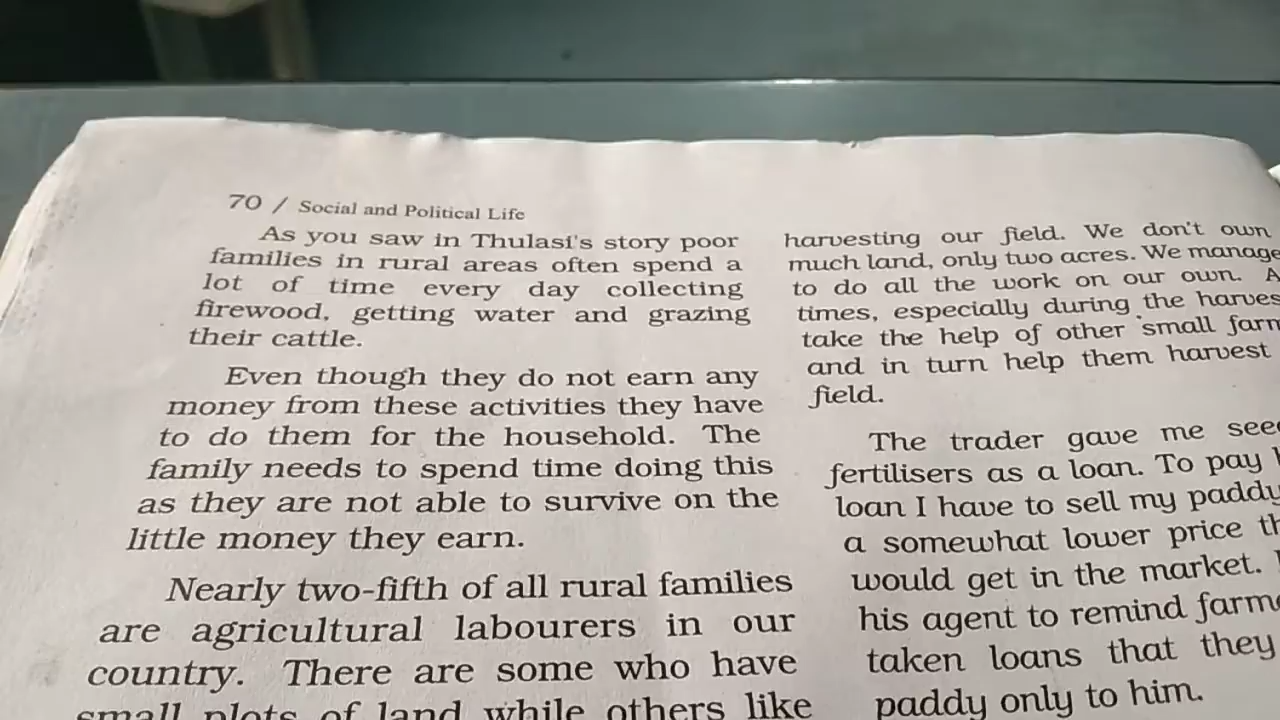 70 / Social and Political Life
As you saw in Thulasi's story poor
families in rural areas often spend a
lot of time every day collecting
firewood, getting water and grazing
their cattle.
Even though they do not earn any
money from these activities they have
to do them for the household. The
family needs to spend time doing this
as they are not able to survive on the
little money they earn.
Nearly two-fifth of all rural families
are agricultural labourers in our
country. There are some who have
small plots of land while others like
harvesting our field. We don't own
much land, only two acres. We manage
to do all the work on our own.
times, especially during the
take the help of other small
and in turn help them harvest
field.
The trader gave me
fertilisers as a loan. To pay
loan I have to sell my paddy
a somewhat lower price
would get in the market.
his agent to remind
taken loans that they
paddy only to him.